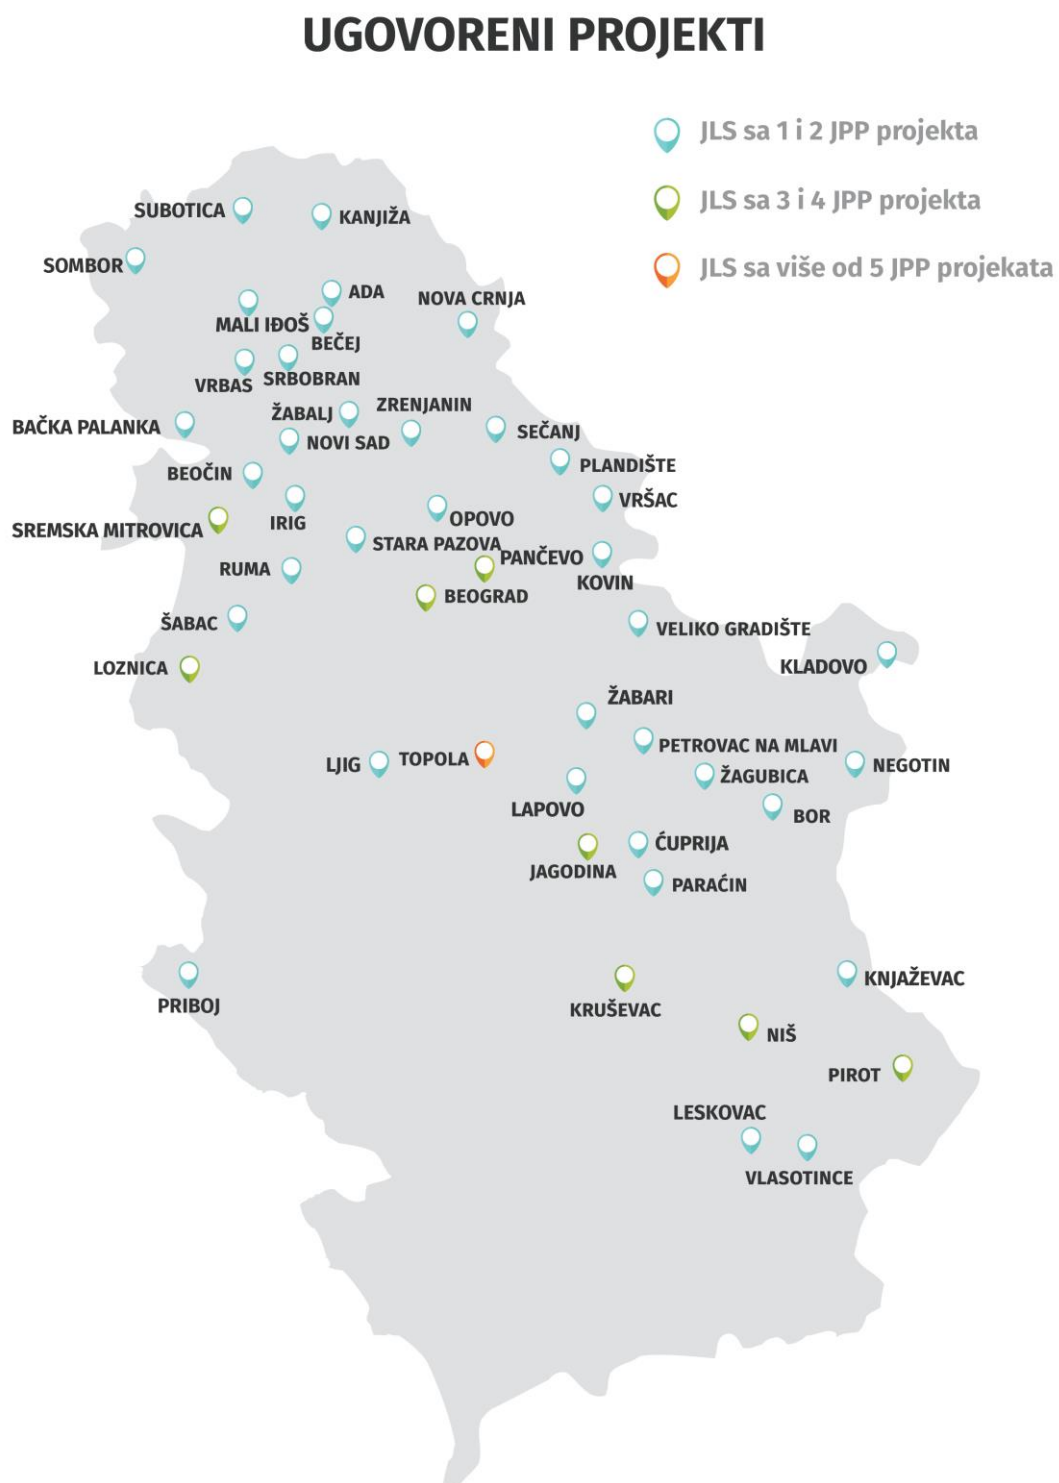 UGOVORENI PROJEKTI
JLS sa 1 i 2 JPP projekta
JLS sa 3 i 4 JPP projekta
JLS sa više od 5 JPP projekata
SUBOTICA
KANJIŽA
SOMBOR
ADA
NOVA CRNJA
MALI IĐOŠ
BEČEJ
SRBOBRAN
VRBAS
ZRENJANIN
ŽABALJ
BAČKA PALANKA
SEČANJ
NOVI SAD
PLANDIŠTE
BEOČIN
VRŠAC
OPOVO
IRIG
SREMSKA MITROVICA
STARA PAZOVA
PANČEVO
RUMA
KOVIN
BEOGRAD
ŠABAC
VELIKO GRADIŠTE
LOZNICA
KLADOVO
ŽABARI
PETROVAC NA MLAVI
LJIG
TOPOLA
NEGOTIN
ŽAGUBICA
LAPOVO
BOR
ĆUPRIJA
JAGODINA
PARAĆIN
KNJAŽEVAC
PRIBOJ
KRUŠEVAC
NIŠ
PIROT
LESKOVAC
VLASOTINCE